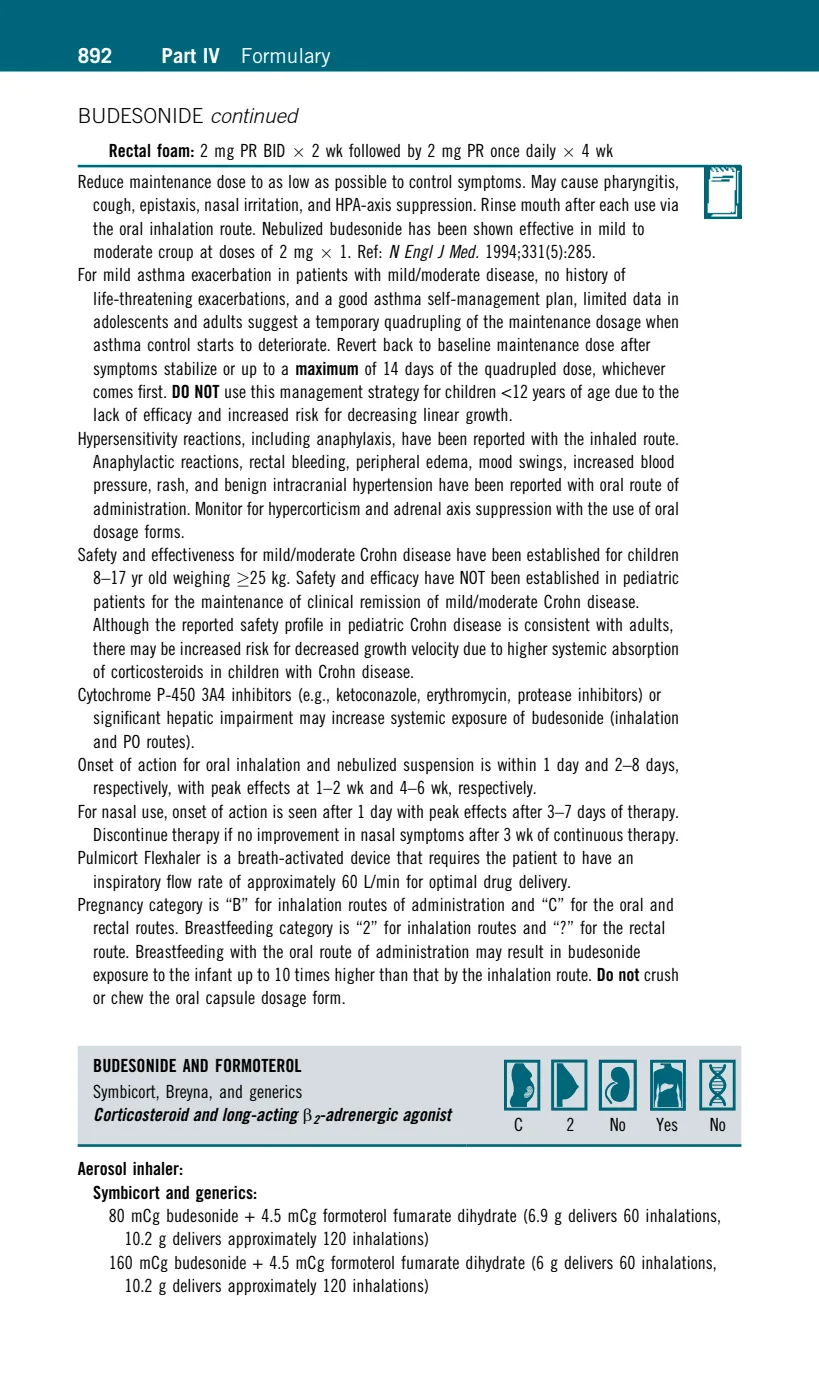 892 Part IV Formulary
BUDESONIDE continued
Rectal foam: 2 mg PR BID × 2 wk followed by 2 mg PR once daily × 4 wk
Reduce maintenance dose to as low as possible to control symptoms. May cause pharyngitis,
cough, epistaxis, nasal irritation, and HPA-axis suppression. Rinse mouth after each use via
the oral inhalation route. Nebulized budesonide has been shown effective in mild to
moderate croup at doses of 2 mg × 1. Ref: N Engl J Med. 1994;331(5):285.
For mild asthma exacerbation in patients with mild/moderate disease, no history of
life-threatening exacerbations, and a good asthma self-management plan, limited data in
adolescents and adults suggest a temporary quadrupling of the maintenance dosage when
asthma control starts to deteriorate. Revert back to baseline maintenance dose after
symptoms stabilize or up to a maximum of 14 days of the quadrupled dose, whichever
comes first. DO NOT use this management strategy for children <12 years of age due to the
lack of efficacy and increased risk for decreasing linear growth.
Hypersensitivity reactions, including anaphylaxis, have been reported with the inhaled route.
Anaphylactic reactions, rectal bleeding, peripheral edema, mood swings, increased blood
pressure, rash, and benign intracranial hypertension have been reported with oral route of
administration. Monitor for hypercorticism and adrenal axis suppression with the use of oral
dosage forms.
Safety and effectiveness for mild/moderate Crohn disease have been established for children
8–17 yr old weighing ≥25 kg. Safety and efficacy have NOT been established in pediatric
patients for the maintenance of clinical remission of mild/moderate Crohn disease.
Although the reported safety profile in pediatric Crohn disease is consistent with adults,
there may be increased risk for decreased growth velocity due to higher systemic absorption
of corticosteroids in children with Crohn disease.
Cytochrome P-450 3A4 inhibitors (e.g., ketoconazole, erythromycin, protease inhibitors) or
significant hepatic impairment may increase systemic exposure of budesonide (inhalation
and PO routes).
Onset of action for oral inhalation and nebulized suspension is within 1 day and 2–8 days,
respectively, with peak effects at 1–2 wk and 4–6 wk, respectively.
For nasal use, onset of action is seen after 1 day with peak effects after 3–7 days of therapy.
Discontinue therapy if no improvement in nasal symptoms after 3 wk of continuous therapy.
Pulmicort Flexhaler is a breath-activated device that requires the patient to have an
inspiratory flow rate of approximately 60 L/min for optimal drug delivery.
Pregnancy category is “B” for inhalation routes of administration and “C” for the oral and
rectal routes. Breastfeeding category is “2” for inhalation routes and “?” for the rectal
route. Breastfeeding with the oral route of administration may result in budesonide
exposure to the infant up to 10 times higher than that by the inhalation route. Do not crush
or chew the oral capsule dosage form.
BUDESONIDE AND FORMOTEROL
Symbicort, Breyna, and generics
Corticosteroid and long-acting β2-adrenergic agonist
C 2 No Yes No
Aerosol inhaler:
Symbicort and generics:
80 mCg budesonide + 4.5 mCg formoterol fumarate dihydrate (6.9 g delivers 60 inhalations,
10.2 g delivers approximately 120 inhalations)
160 mCg budesonide + 4.5 mCg formoterol fumarate dihydrate (6 g delivers 60 inhalations,
10.2 g delivers approximately 120 inhalations)